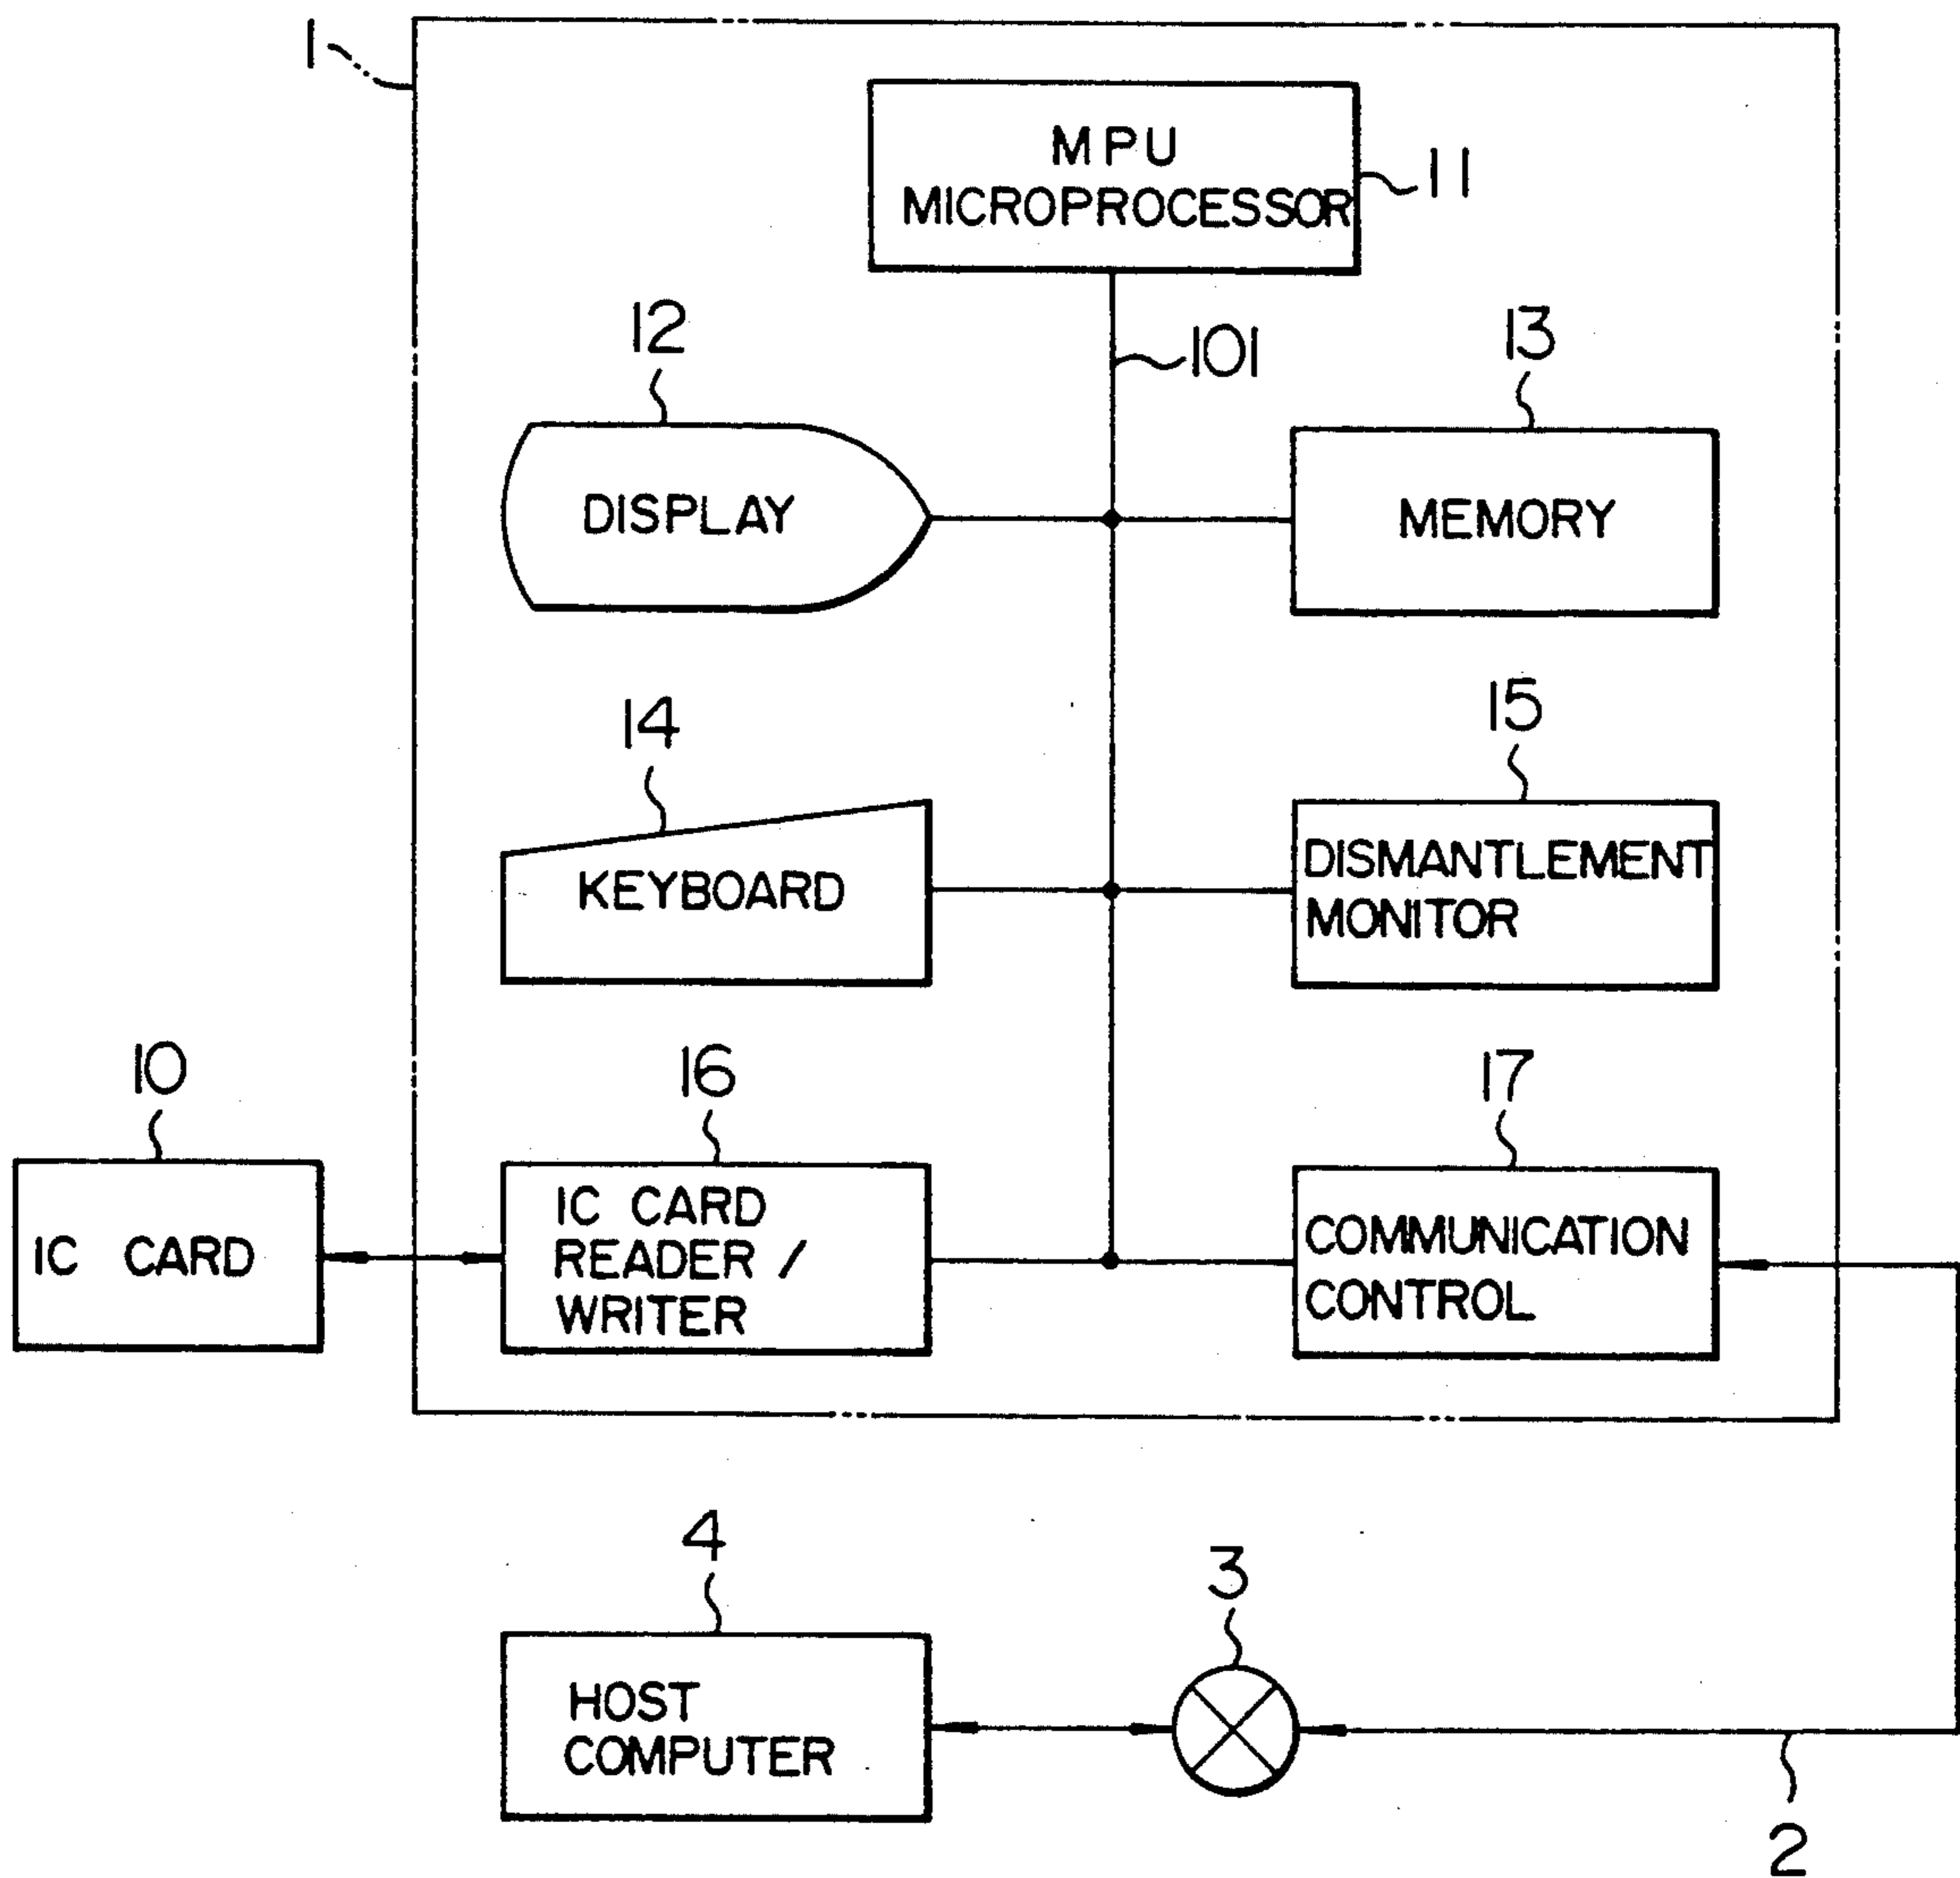 1
MPU
MICROPROCESSOR
11
12
101
13
DISPLAY
MEMORY
14
15
KEYBOARD
DISMANTLEMENT
MONITOR
10
16
17
IC CARD
IC CARD
READER /
WRITER
COMMUNICATION
CONTROL
4
3
HOST
COMPUTER
2